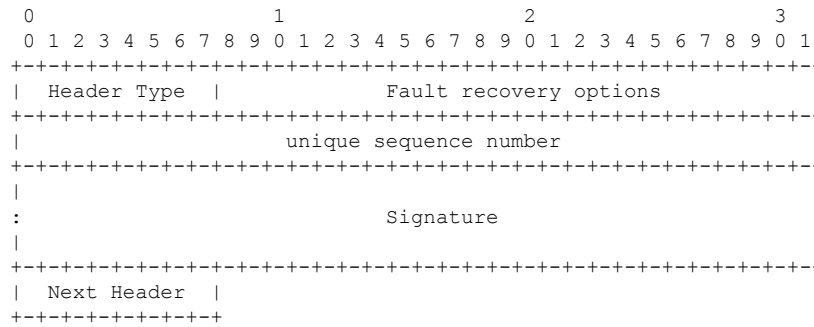 0                   1                   2                   3
 0 1 2 3 4 5 6 7 8 9 0 1 2 3 4 5 6 7 8 9 0 1 2 3 4 5 6 7 8 9 0 1
+-+-+-+-+-+-+-+-+-+-+-+-+-+-+-+-+-+-+-+-+-+-+-+-+-+-+-+-+-+-+-+-
|  Header Type  |             Fault recovery options
+-+-+-+-+-+-+-+-+-+-+-+-+-+-+-+-+-+-+-+-+-+-+-+-+-+-+-+-+-+-+-+-
|                     unique sequence number
+-+-+-+-+-+-+-+-+-+-+-+-+-+-+-+-+-+-+-+-+-+-+-+-+-+-+-+-+-+-+-+-
|
:                             Signature
|
+-+-+-+-+-+-+-+-+-+-+-+-+-+-+-+-+-+-+-+-+-+-+-+-+-+-+-+-+-+-+-+-
|  Next Header  |
+-+-+-+-+-+-+-+-+